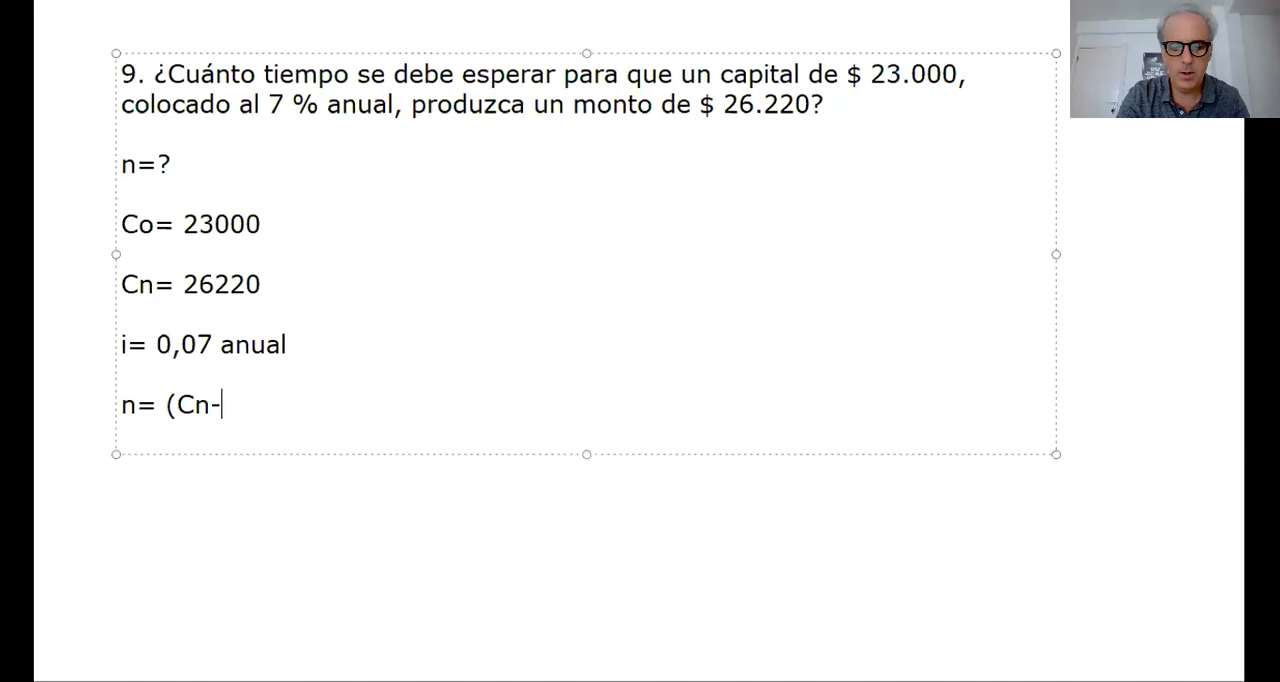 9. ¿Cuánto tiempo se debe esperar para que un capital de $ 23.000,
colocado al 7 % anual, produzca un monto de $ 26.220?
n=?
Co= 23000
Cn= 26220
i= 0,07 anual
n= (Cn-